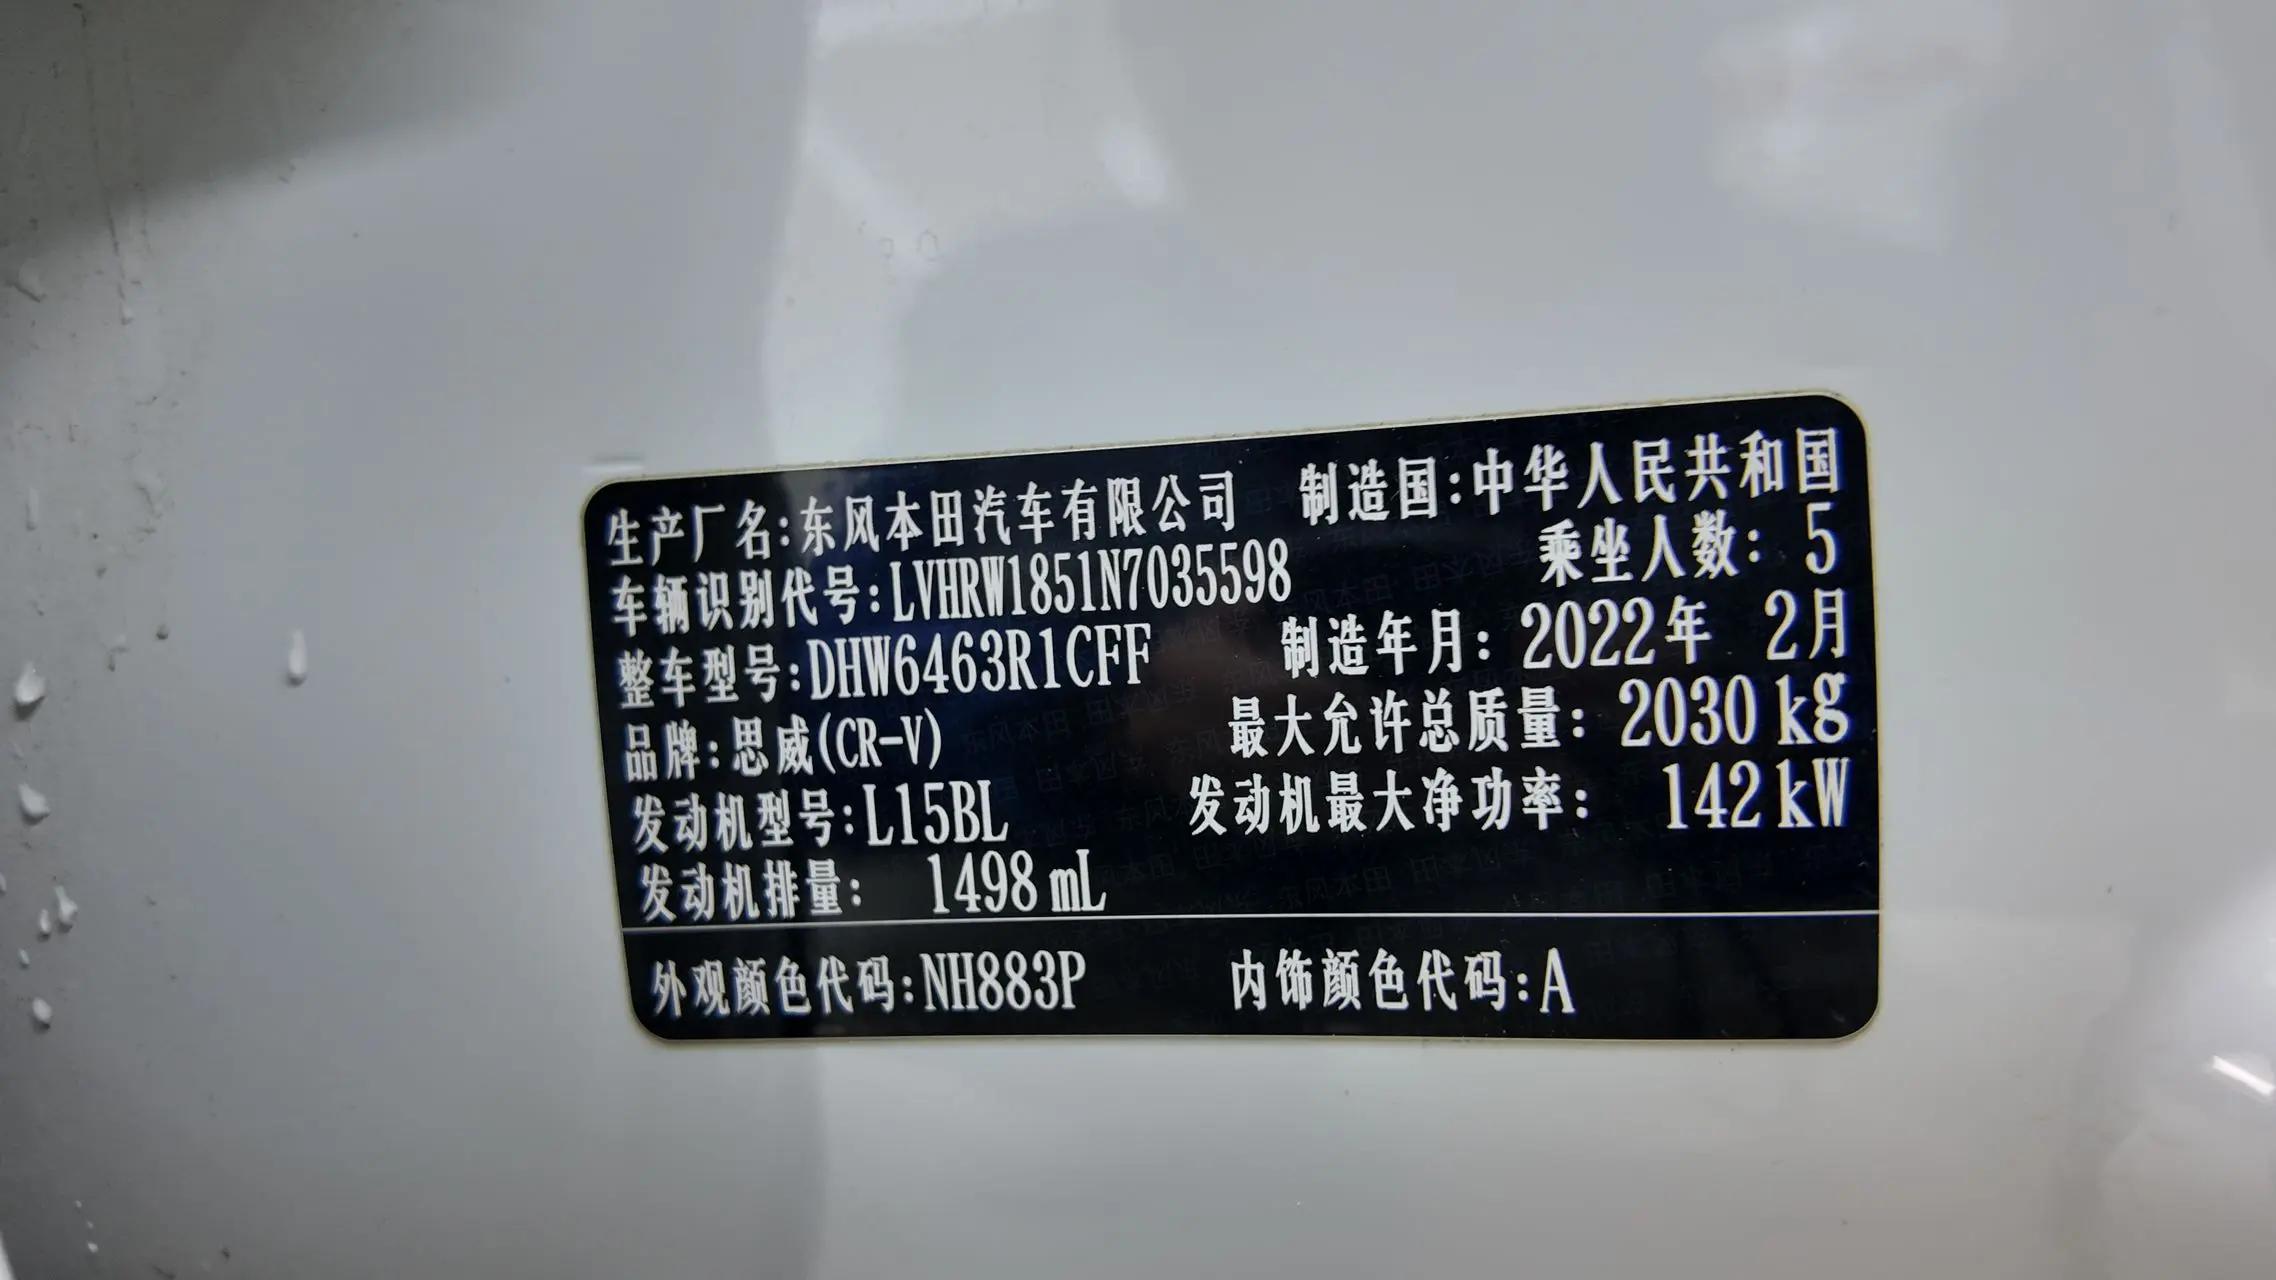 生产厂名:东风本田汽车有限公司 制造国:中华人民共和国
车辆识别代号:LVHRW1851N7035598 乘坐人数: 5
整车型号:DHW6463R1CFF 制造年月: 2022年 2月
品牌:思威(CR-V) 最大允许总质量: 2030 kg
发动机型号:L15BL 发动机最大净功率: 142 kW
发动机排量: 1498 mL
外观颜色代码:NH883P 内饰颜色代码:A